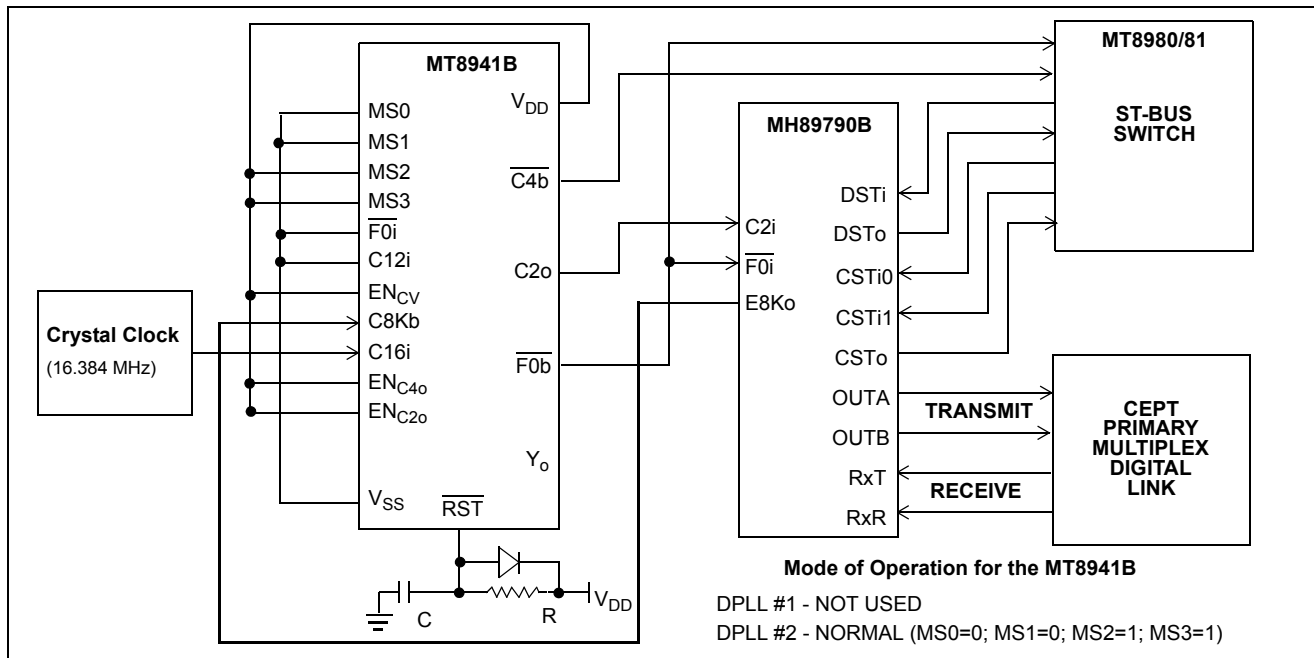 MT8941B
MS0
MS1
MS2
MS3
F0i
C12i
ENCV
C8Kb
C16i
ENC4o
ENC2o
VSS
VDD
C4b
C2o
F0b
Yo
RST
Crystal Clock
(16.384 MHz)
C
R
VDD
MH89790B
C2i
F0i
E8Ko
DSTi
DSTo
CSTi0
CSTi1
CSTo
OUTA
OUTB
RxT
RxR
MT8980/81
ST-BUS
SWITCH
TRANSMIT
RECEIVE
CEPT
PRIMARY
MULTIPLEX
DIGITAL
LINK
Mode of Operation for the MT8941B
DPLL #1 - NOT USED
DPLL #2 - NORMAL (MS0=0; MS1=0; MS2=1; MS3=1)